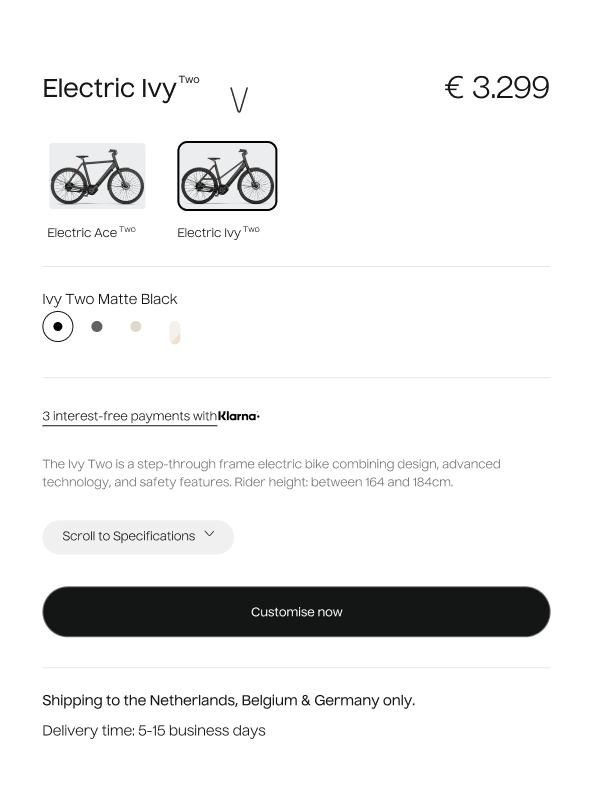 Electric Ivy Two
€ 3.299
Electric Ace Two
Electric Ivy Two
Ivy Two Matte Black
3 interest-free payments with Klarna.
The Ivy Two is a step-through frame electric bike combining design, advanced
technology, and safety features. Rider height: between 164 and 184cm.
Scroll to Specifications
Customise now
Shipping to the Netherlands, Belgium & Germany only.
Delivery time: 5-15 business days